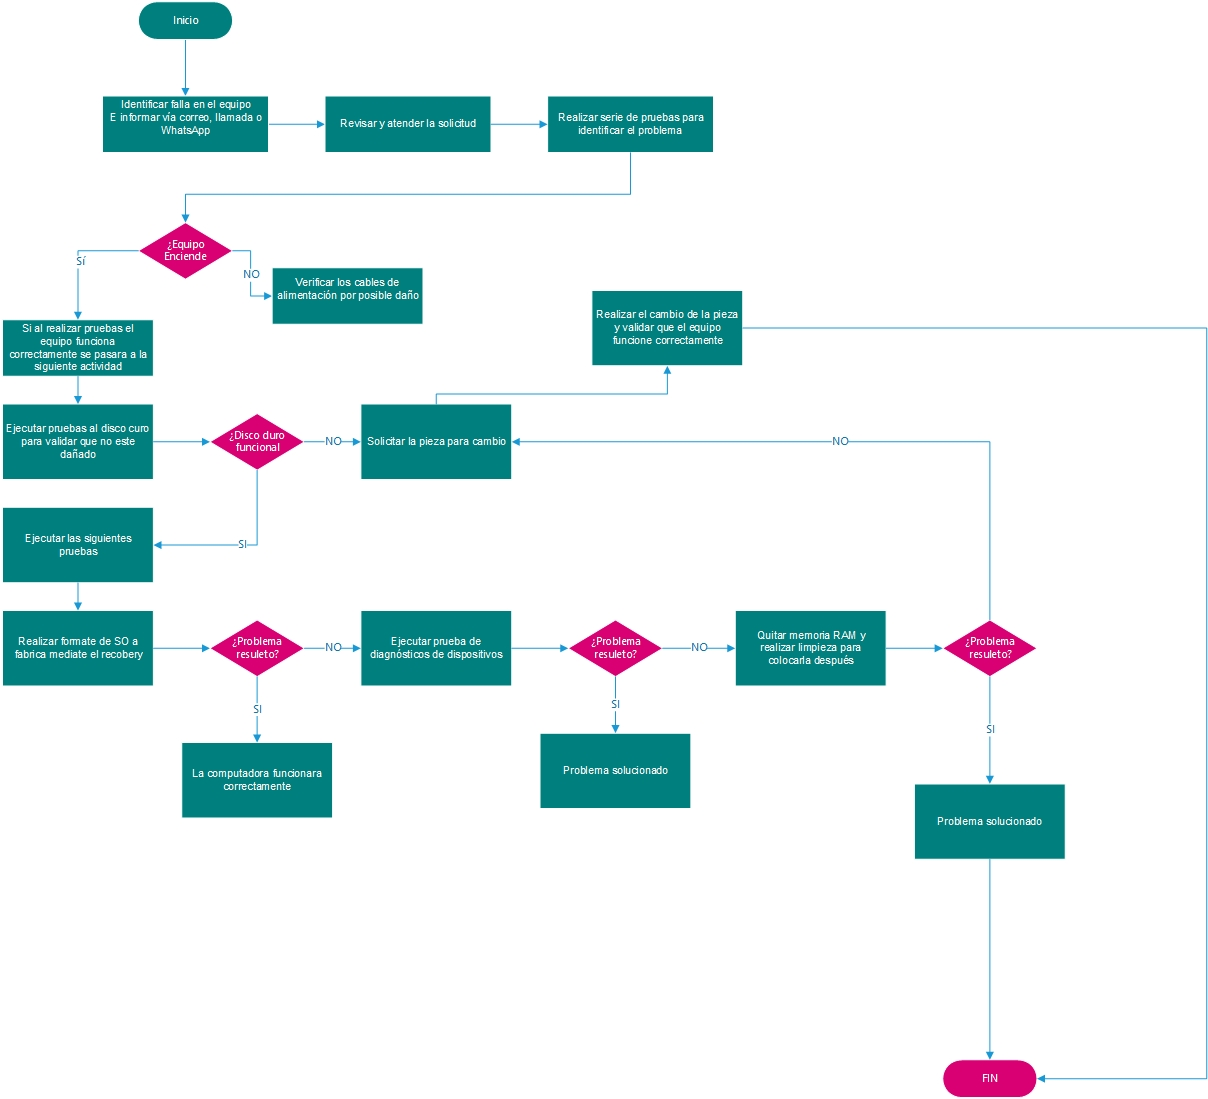 Inicio
Identificar falla en el equipo
E informar vía correo, llamada o
WhatsApp
Revisar y atender la solicitud
Realizar serie de pruebas para
identificar el problema
¿Equipo
Enciende
Sí
NO
Verificar los cables de
alimentación por posible daño
Si al realizar pruebas el
equipo funciona
correctamente se pasara a la
siguiente actividad
Realizar el cambio de la pieza
y validar que el equipo
funcione correctamente
Ejecutar pruebas al disco curo
para validar que no este
dañado
¿Disco duro
funcional
NO
Solicitar la pieza para cambio
NO
Ejecutar las siguientes
pruebas
SI
Realizar formate de SO a
fabrica mediate el recobery
¿Problema
resuleto?
NO
Ejecutar prueba de
diagnósticos de dispositivos
¿Problema
resuleto?
NO
Quitar memoria RAM y
realizar limpieza para
colocarla después
¿Problema
resuleto?
SI
SI
SI
La computadora funcionara
correctamente
Problema solucionado
Problema solucionado
FIN